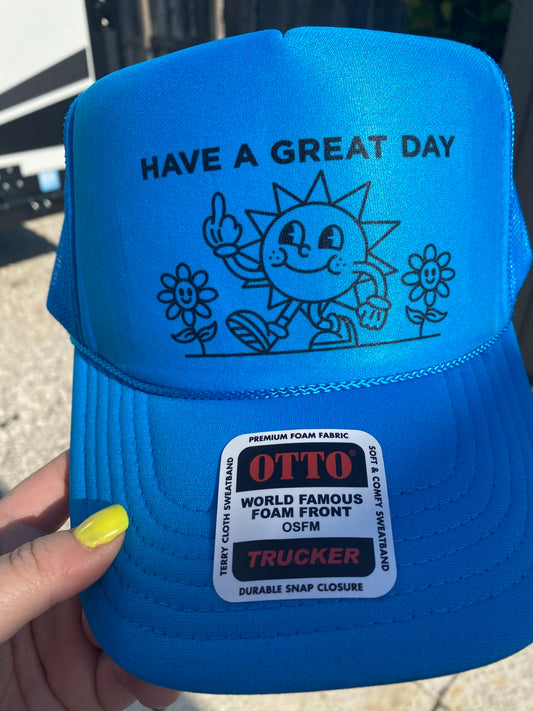 HAVE A GREAT DAY
PREMIUM FOAM FABRIC
OTTO®
WORLD FAMOUS
FOAM FRONT
OSFM
TRUCKER
DURABLE SNAP CLOSURE
TERRY CLOTH SWEATBAND
SOFT & COMFY SWEATBAND